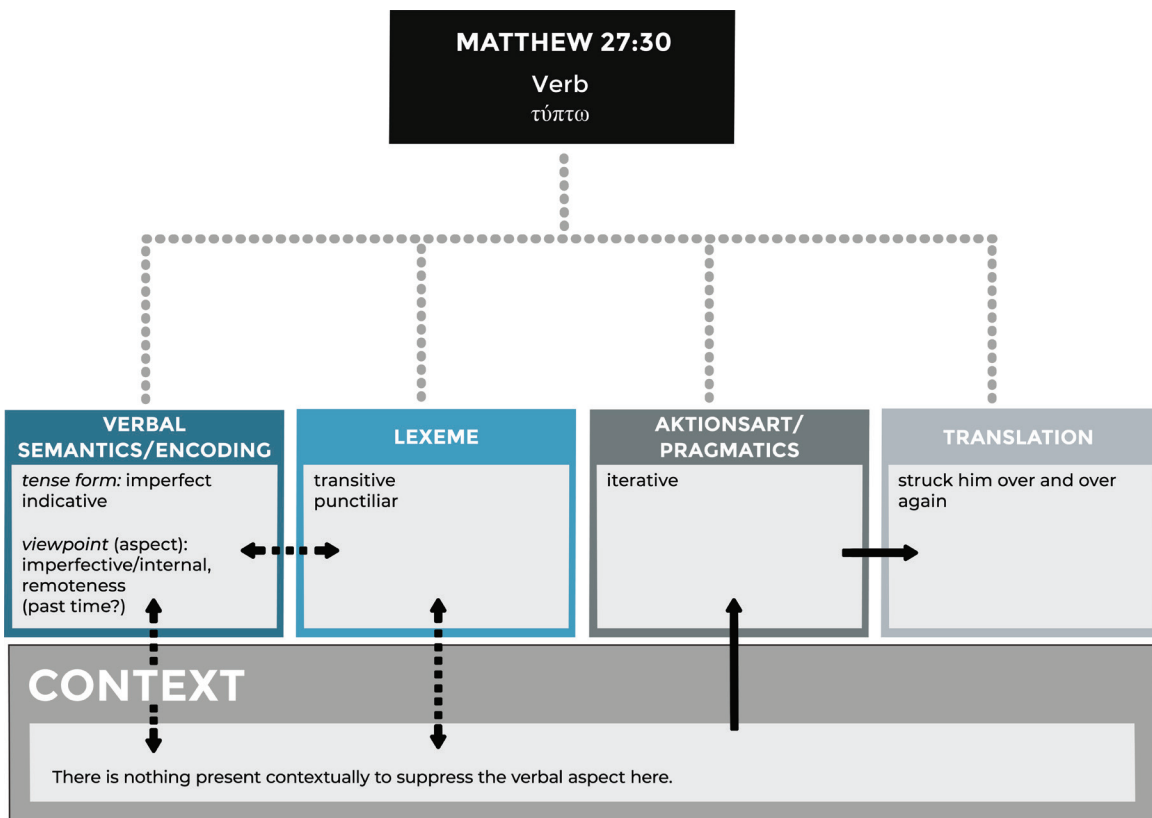 MATTHEW 27:30
Verb
τύπτω
VERBAL
SEMANTICS/ENCODING
tense form: imperfect
indicative
viewpoint (aspect):
imperfective/internal,
remoteness
(past time?)
LEXEME
transitive
punctiliar
AKTIONSART/
PRAGMATICS
iterative
TRANSLATION
struck him over and over
again
CONTEXT
There is nothing present contextually to suppress the verbal aspect here.